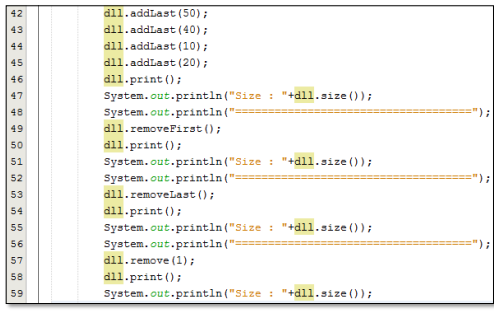 42 dll.addLast(50);
43 dll.addLast(40);
44 dll.addLast(10);
45 dll.addLast(20);
46 dll.print();
47 System.out.println("Size : "+dll.size());
48 System.out.println("===================================");
49 dll.removeFirst();
50 dll.print();
51 System.out.println("Size : "+dll.size());
52 System.out.println("===================================");
53 dll.removeLast();
54 dll.print();
55 System.out.println("Size : "+dll.size());
56 System.out.println("===================================");
57 dll.remove(1);
58 dll.print();
59 System.out.println("Size : "+dll.size());